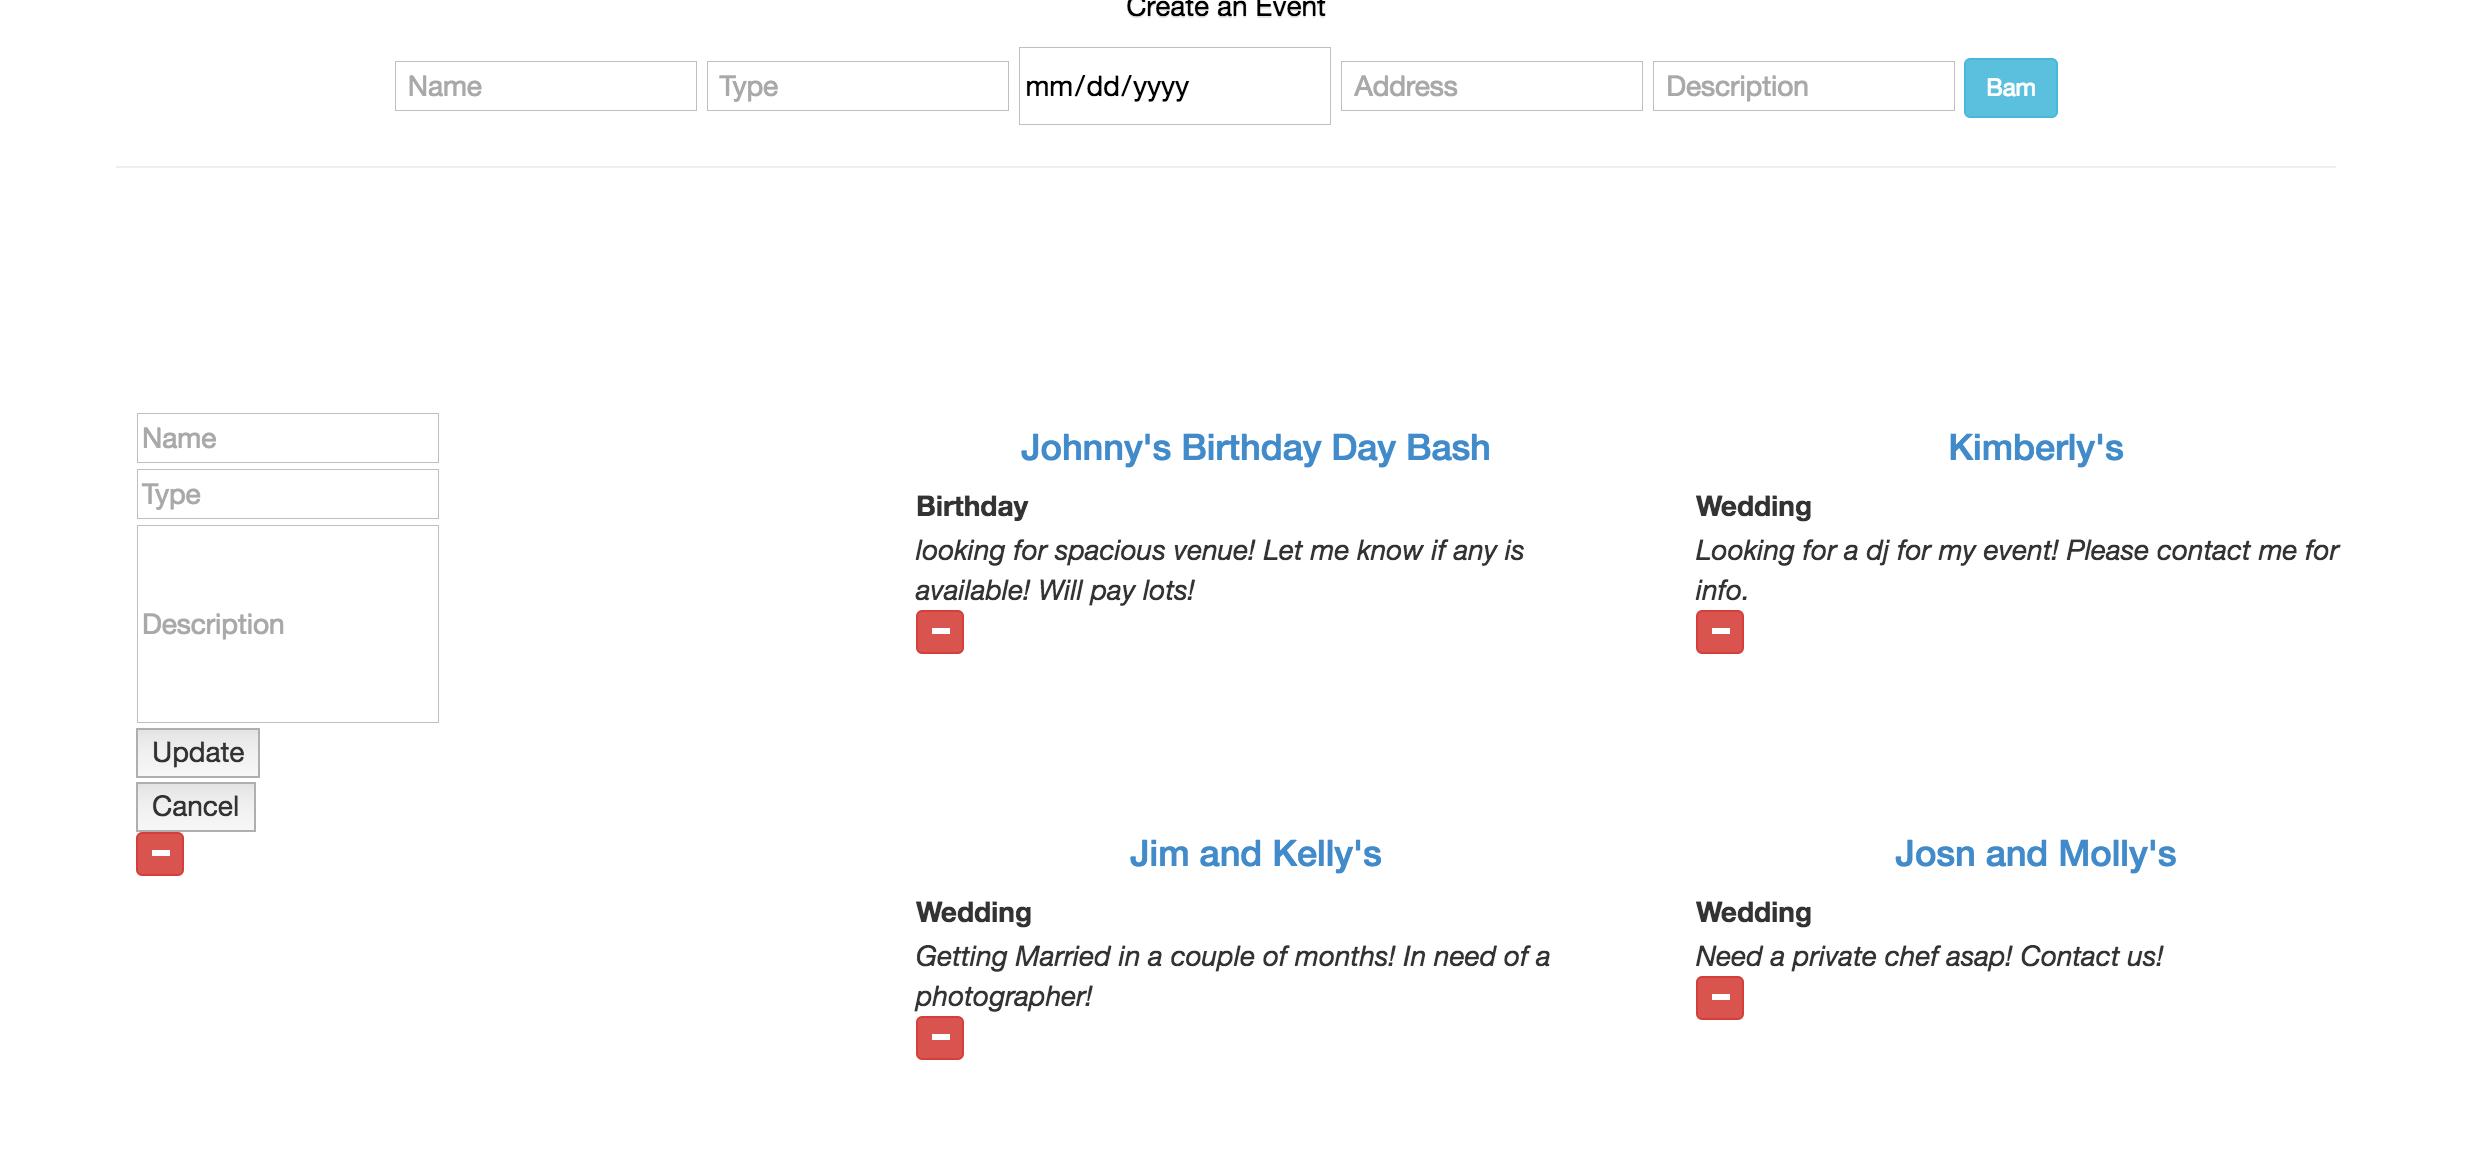 Create an Event
Name
Type
mm/dd/yyyy
Address
Description
Bam
Name
Type
Description
Update
Cancel
Johnny's Birthday Day Bash
Birthday
looking for spacious venue! Let me know if any is
available! Will pay lots!
Kimberly's
Wedding
Looking for a dj for my event! Please contact me for
info.
Jim and Kelly's
Wedding
Getting Married in a couple of months! In need of a
photographer!
Josn and Molly's
Wedding
Need a private chef asap! Contact us!